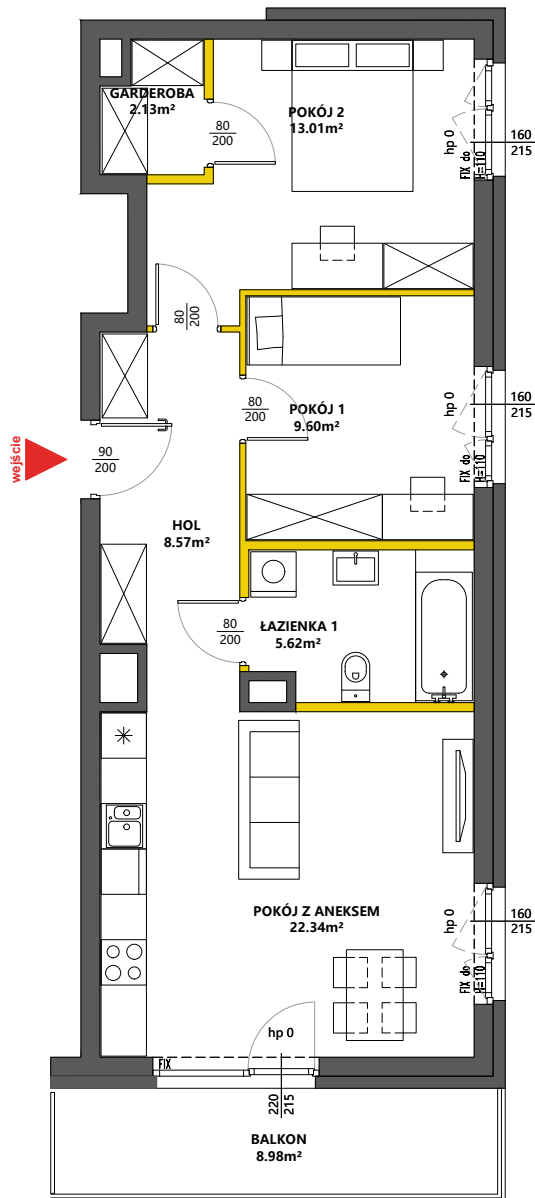 GARDEROBA
2.13m²
80
200
POKÓJ 2
13.01m²
hp 0
FIX do
H=110
160
215
80
200
80
200
POKÓJ 1
9.60m²
hp 0
FIX do
H=110
160
215
wejście
90
200
HOL
8.57m²
80
200
ŁAZIENKA 1
5.62m²
POKÓJ Z ANEKSEM
22.34m²
hp 0
FIX do
H=110
160
215
hp 0
FIX
220
215
BALKON
8.98m²